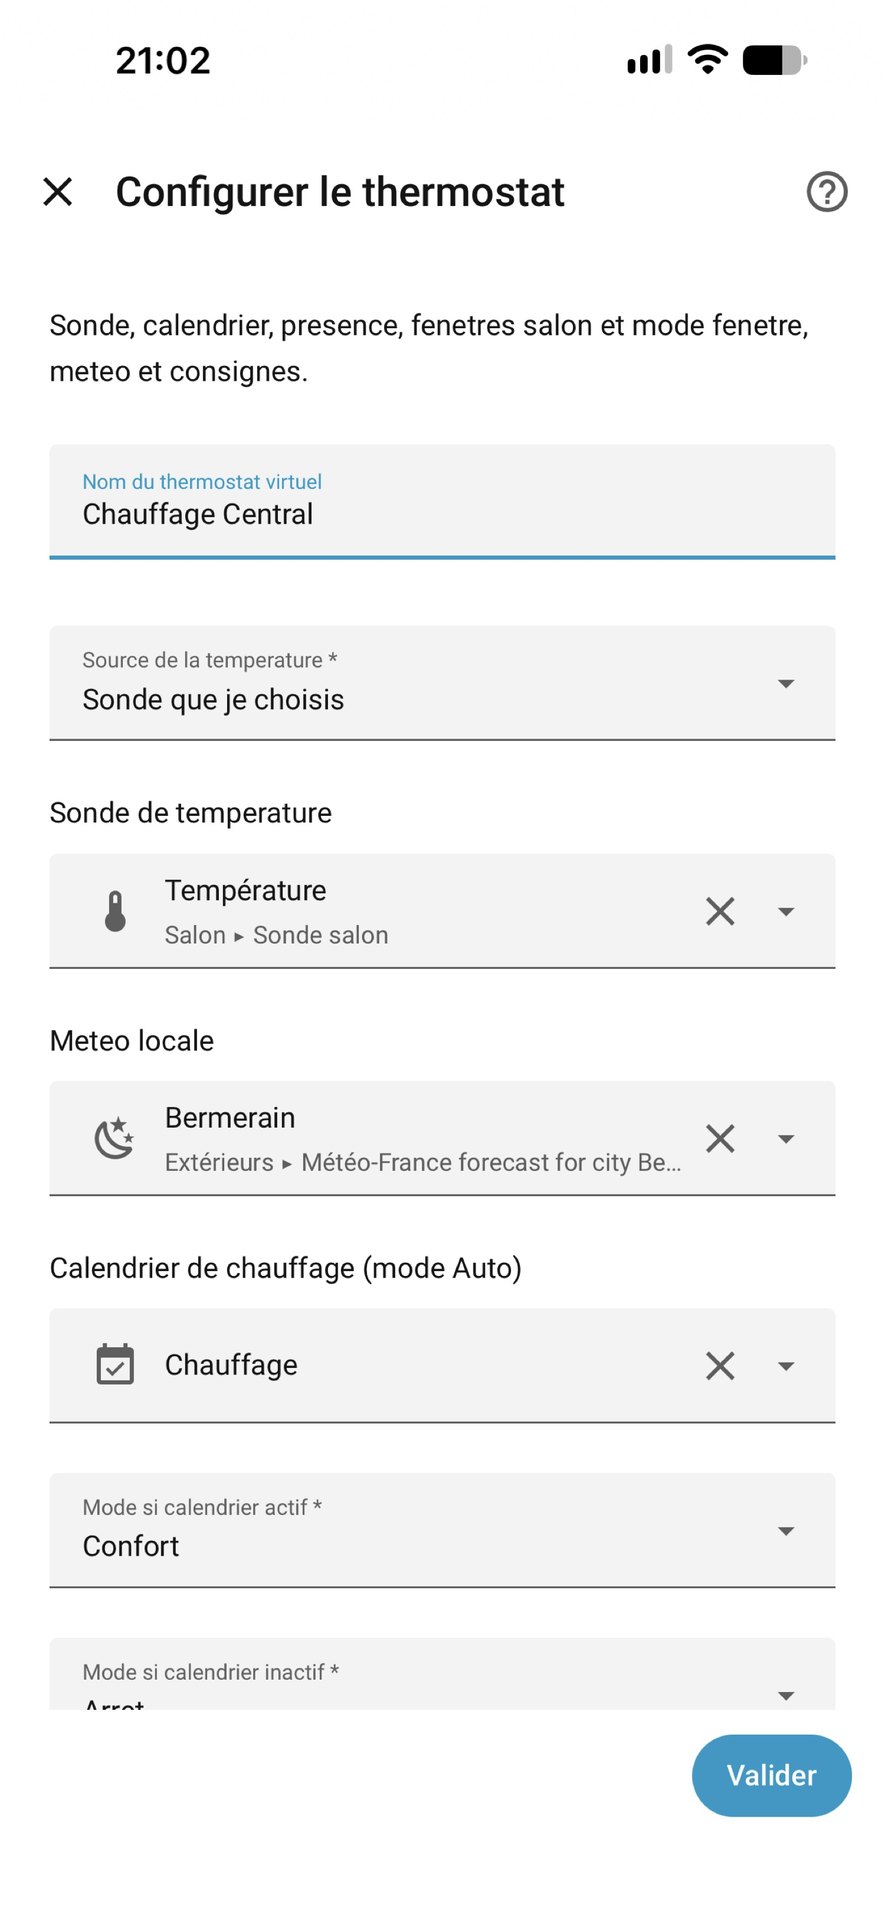 21:02
Configurer le thermostat
Sonde, calendrier, presence, fenetres salon et mode fenetre,
meteo et consignes.
Nom du thermostat virtuel
Chauffage Central
Source de la temperature *
Sonde que je choisis
Sonde de temperature
Température
Salon ▸ Sonde salon
Meteo locale
Bermerain
Extérieurs ▸ Météo-France forecast for city Be...
Calendrier de chauffage (mode Auto)
Chauffage
Mode si calendrier actif *
Confort
Mode si calendrier inactif *
Arret
Valider